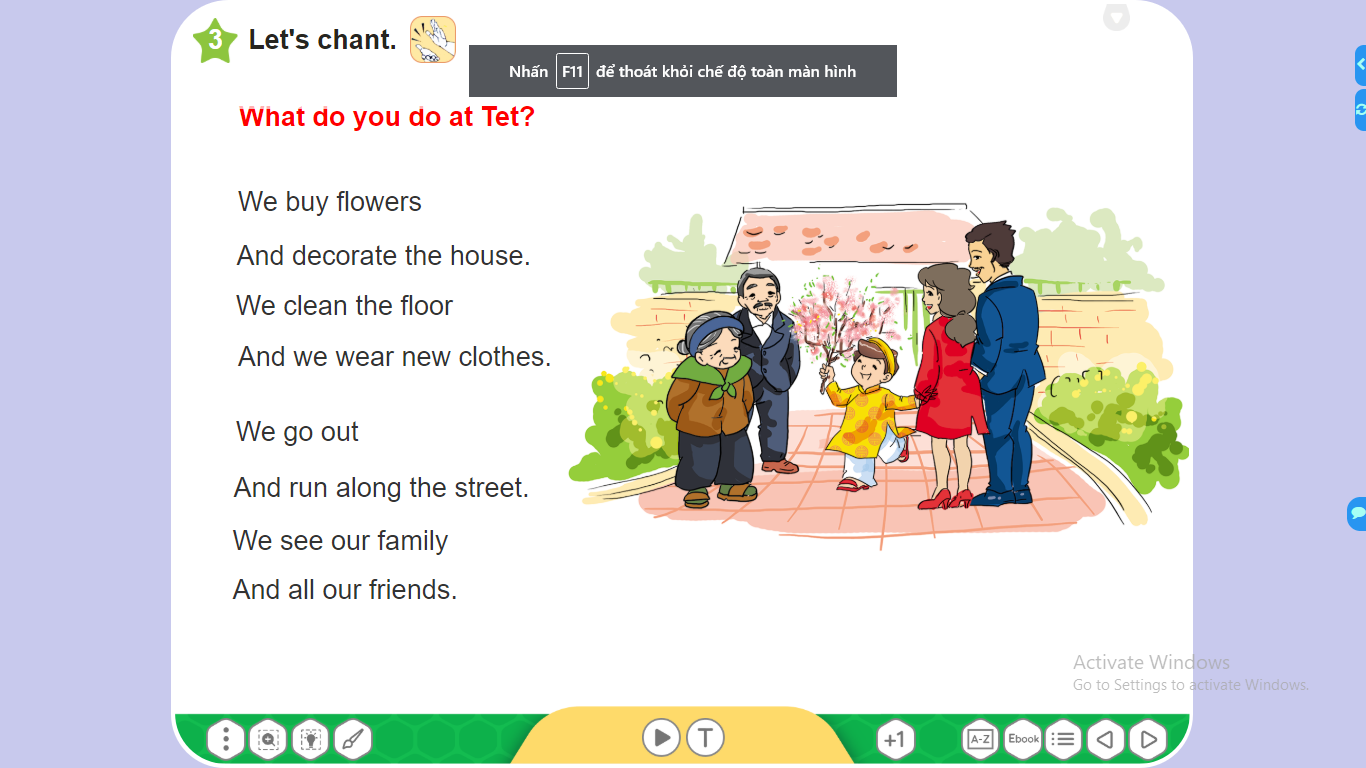 3 Let's chant.
Nhấn F11 để thoát khỏi chế độ toàn màn hình
What do you do at Tet?
We buy flowers
And decorate the house.
We clean the floor
And we wear new clothes.
We go out
And run along the street.
We see our family
And all our friends.
Activate Windows
Go to Settings to activate Windows.
T
+1
A-Z
Ebook